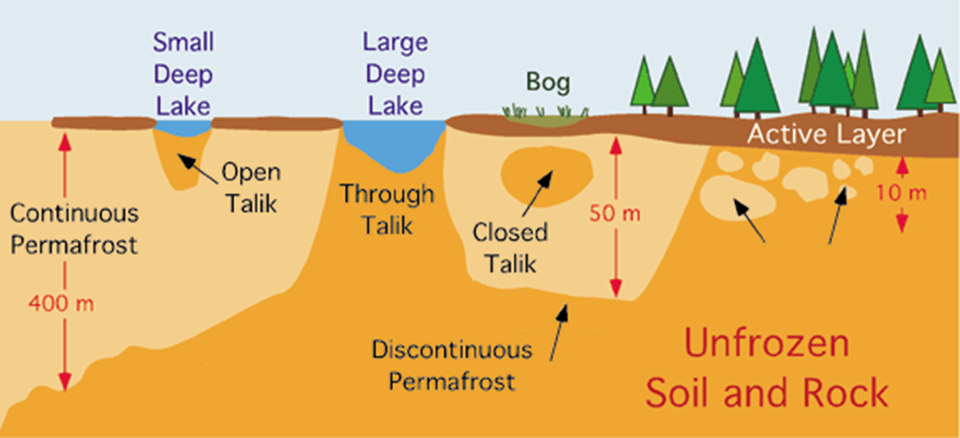 Small
Deep
Lake
Large
Deep
Lake
Bog
Active Layer
Open
Talik
Through
Talik
Closed
Talik
Continuous
Permafrost
400 m
50 m
10 m
Discontinuous
Permafrost
Unfrozen
Soil and Rock